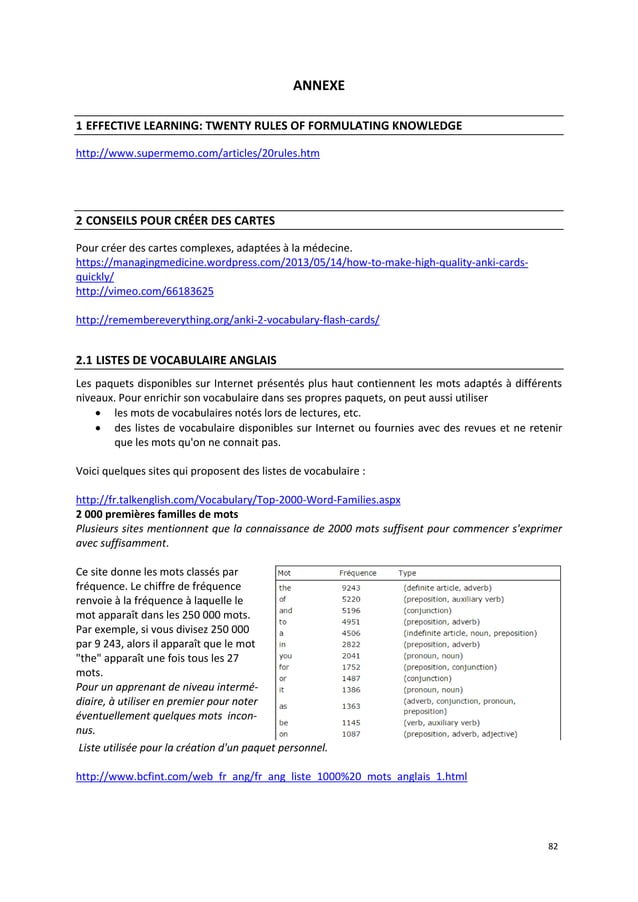 ANNEXE
1 EFFECTIVE LEARNING: TWENTY RULES OF FORMULATING KNOWLEDGE
http://www.supermemo.com/articles/20rules.htm
2 CONSEILS POUR CRÉER DES CARTES
Pour créer des cartes complexes, adaptées à la médecine.
https://managingmedicine.wordpress.com/2013/05/14/how-to-make-high-quality-anki-cards-
quickly/
http://vimeo.com/66183625
http://remembereverything.org/anki-2-vocabulary-flash-cards/
2.1 LISTES DE VOCABULAIRE ANGLAIS
Les paquets disponibles sur Internet présentés plus haut contiennent les mots adaptés à différents
niveaux. Pour enrichir son vocabulaire dans ses propres paquets, on peut aussi utiliser
• les mots de vocabulaires notés lors de lectures, etc.
• des listes de vocabulaire disponibles sur Internet ou fournies avec des revues et ne retenir
que les mots qu'on ne connait pas.
Voici quelques sites qui proposent des listes de vocabulaire :
http://fr.talkenglish.com/Vocabulary/Top-2000-Word-Families.aspx
2 000 premières familles de mots
Plusieurs sites mentionnent que la connaissance de 2000 mots suffisent pour commencer s'exprimer
avec suffisamment.
Ce site donne les mots classés par
fréquence. Le chiffre de fréquence
renvoie à la fréquence à laquelle le
mot apparaît dans les 250 000 mots.
Par exemple, si vous divisez 250 000
par 9 243, alors il apparaît que le mot
"the" apparaît une fois tous les 27
mots.
Pour un apprenant de niveau intermé-
diaire, à utiliser en premier pour noter
éventuellement quelques mots incon-
nus.
Liste utilisée pour la création d'un paquet personnel.
Mot Fréquence Type
the 9243 (definite article, adverb)
of 5220 (preposition, auxiliary verb)
and 5196 (conjunction)
to 4951 (preposition, adverb)
a 4506 (indefinite article, noun, preposition)
in 2822 (preposition, adverb)
you 2041 (pronoun, noun)
for 1752 (preposition, conjunction)
or 1487 (conjunction)
it 1386 (pronoun, noun)
as 1363 (adverb, conjunction, pronoun,
preposition)
be 1145 (verb, auxiliary verb)
on 1087 (preposition, adverb, adjective)
http://www.bcfint.com/web_fr_ang/fr_ang_liste_1000%20_mots_anglais_1.html
82